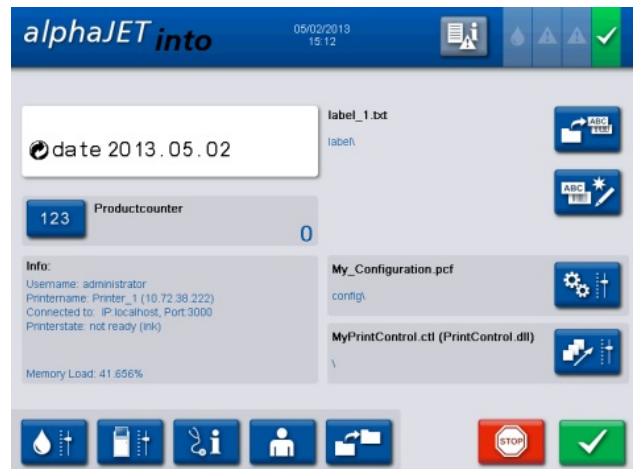 alphaJET into
05/02/2013
15:12
i
label_1.txt
label\
ABC
date 2013.05.02
ABC
123
Productcounter
0
Info:
Username: administrator
Printername: Printer_1 (10.72.38.222)
Connected to: IP:localhost, Port:3000
Printerstate: not ready (ink)
Memory Load: 41.656%
My_Configuration.pcf
config\
MyPrintControl.ctl (PrintControl.dll)
\
i
STOP